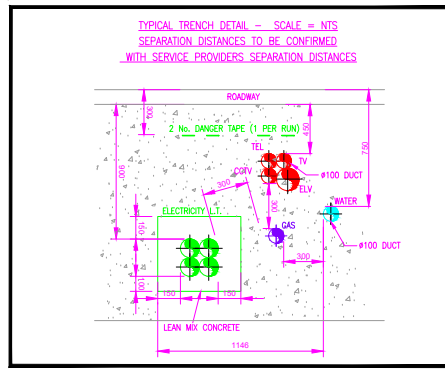 TYPICAL TRENCH DETAIL - SCALE = NTS
SEPARATION DISTANCES TO BE CONFIRMED
WITH SERVICE PROVIDERS SEPARATION DISTANCES
ROADWAY
300
2 No. DANGER TAPE (1 PER RUN)
450
750
900
TEL
TV
CCTV
ø100 DUCT
300
ELV.
300
WATER
ELECTRICITY L.T.
150
GAS
ø100 DUCT
300
100
150
150
LEAN MIX CONCRETE
1146